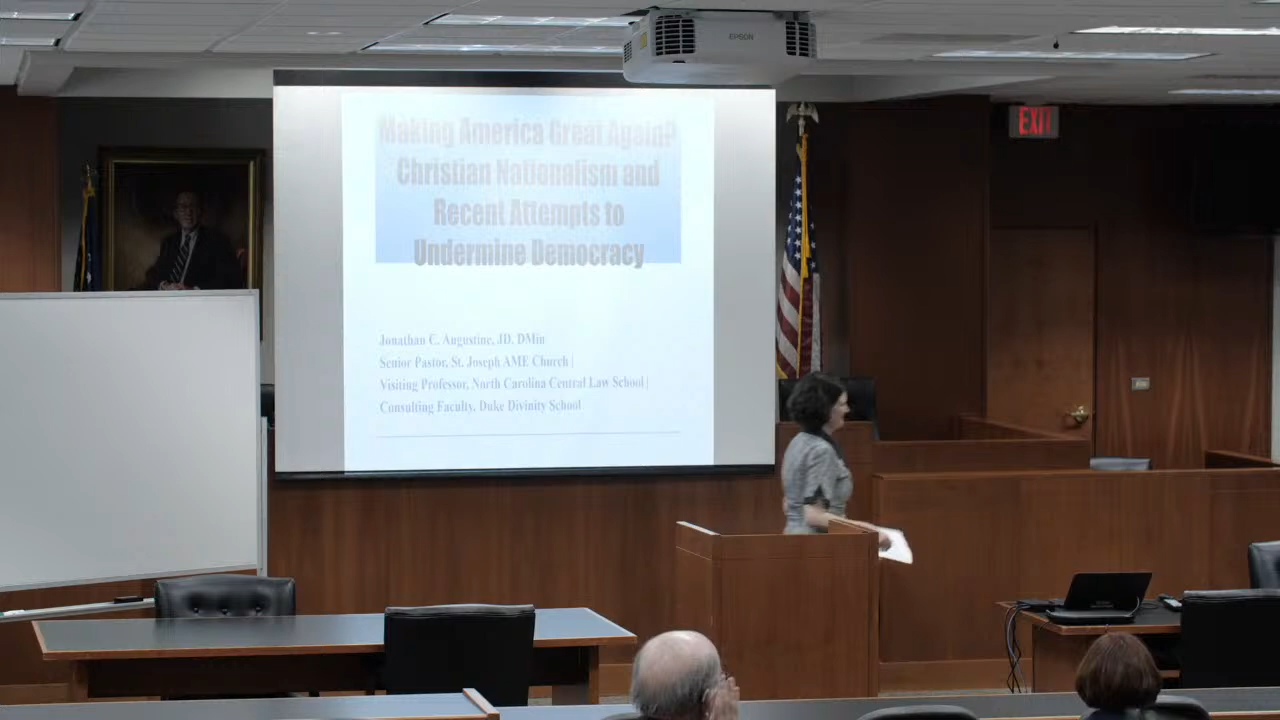 EPSON
EXIT
Making America Great Again?
Christian Nationalism and
Recent Attempts to
Undermine Democracy
Jonathan C. Augustine, JD, DMin
Senior Pastor, St. Joseph AME Church |
Visiting Professor, North Carolina Central Law School |
Consulting Faculty, Duke Divinity School